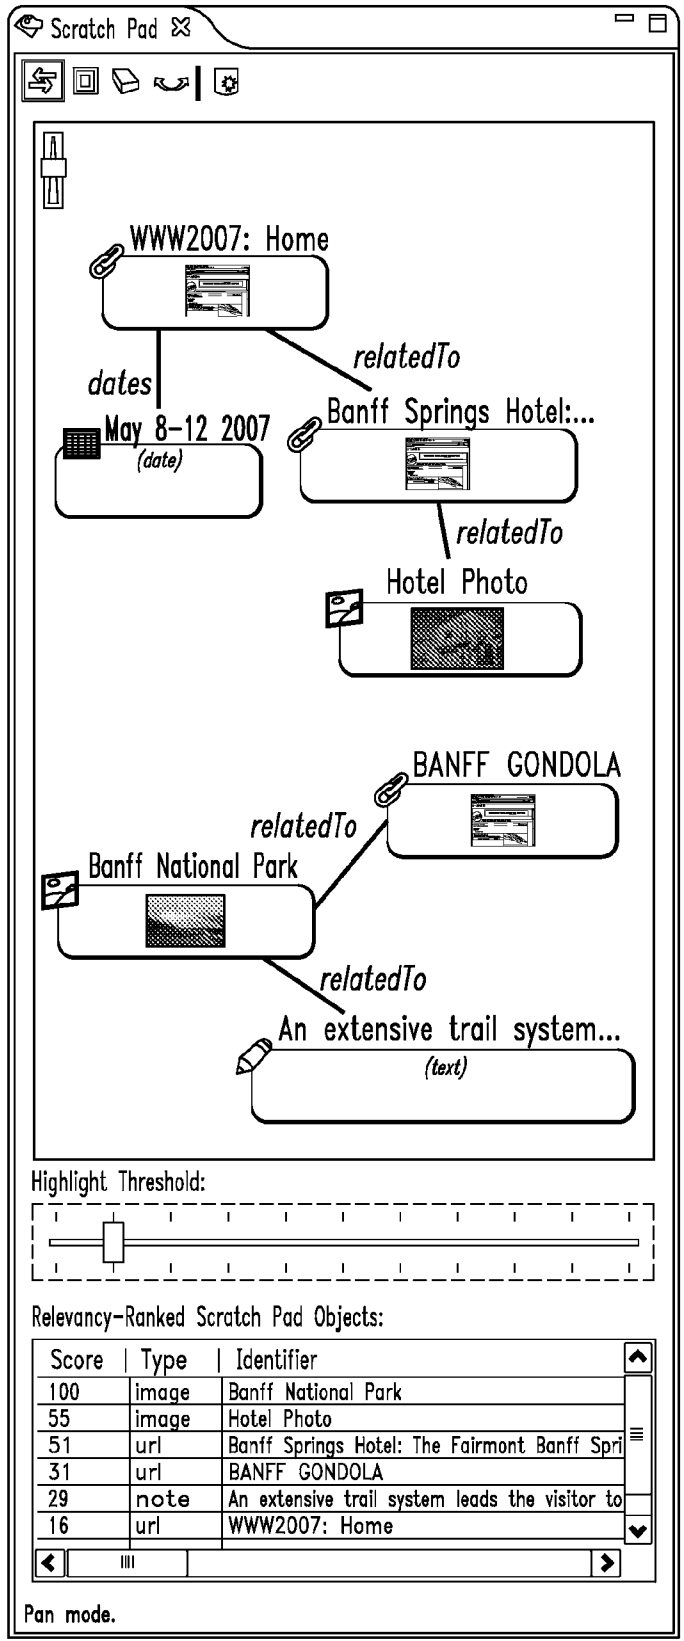 Scratch Pad
WWW2007: Home
relatedTo
dates
Banff Springs Hotel:...
May 8-12 2007
(date)
relatedTo
Hotel Photo
BANFF GONDOLA
relatedTo
Banff National Park
relatedTo
An extensive trail system...
(text)
Highlight Threshold:
Relevancy-Ranked Scratch Pad Objects:
Score | Type | Identifier
100 image Banff National Park
55 image Hotel Photo
51 url Banff Springs Hotel: The Fairmont Banff Spri
31 url BANFF GONDOLA
29 note An extensive trail system leads the visitor to
16 url WWW2007: Home
Pan mode.